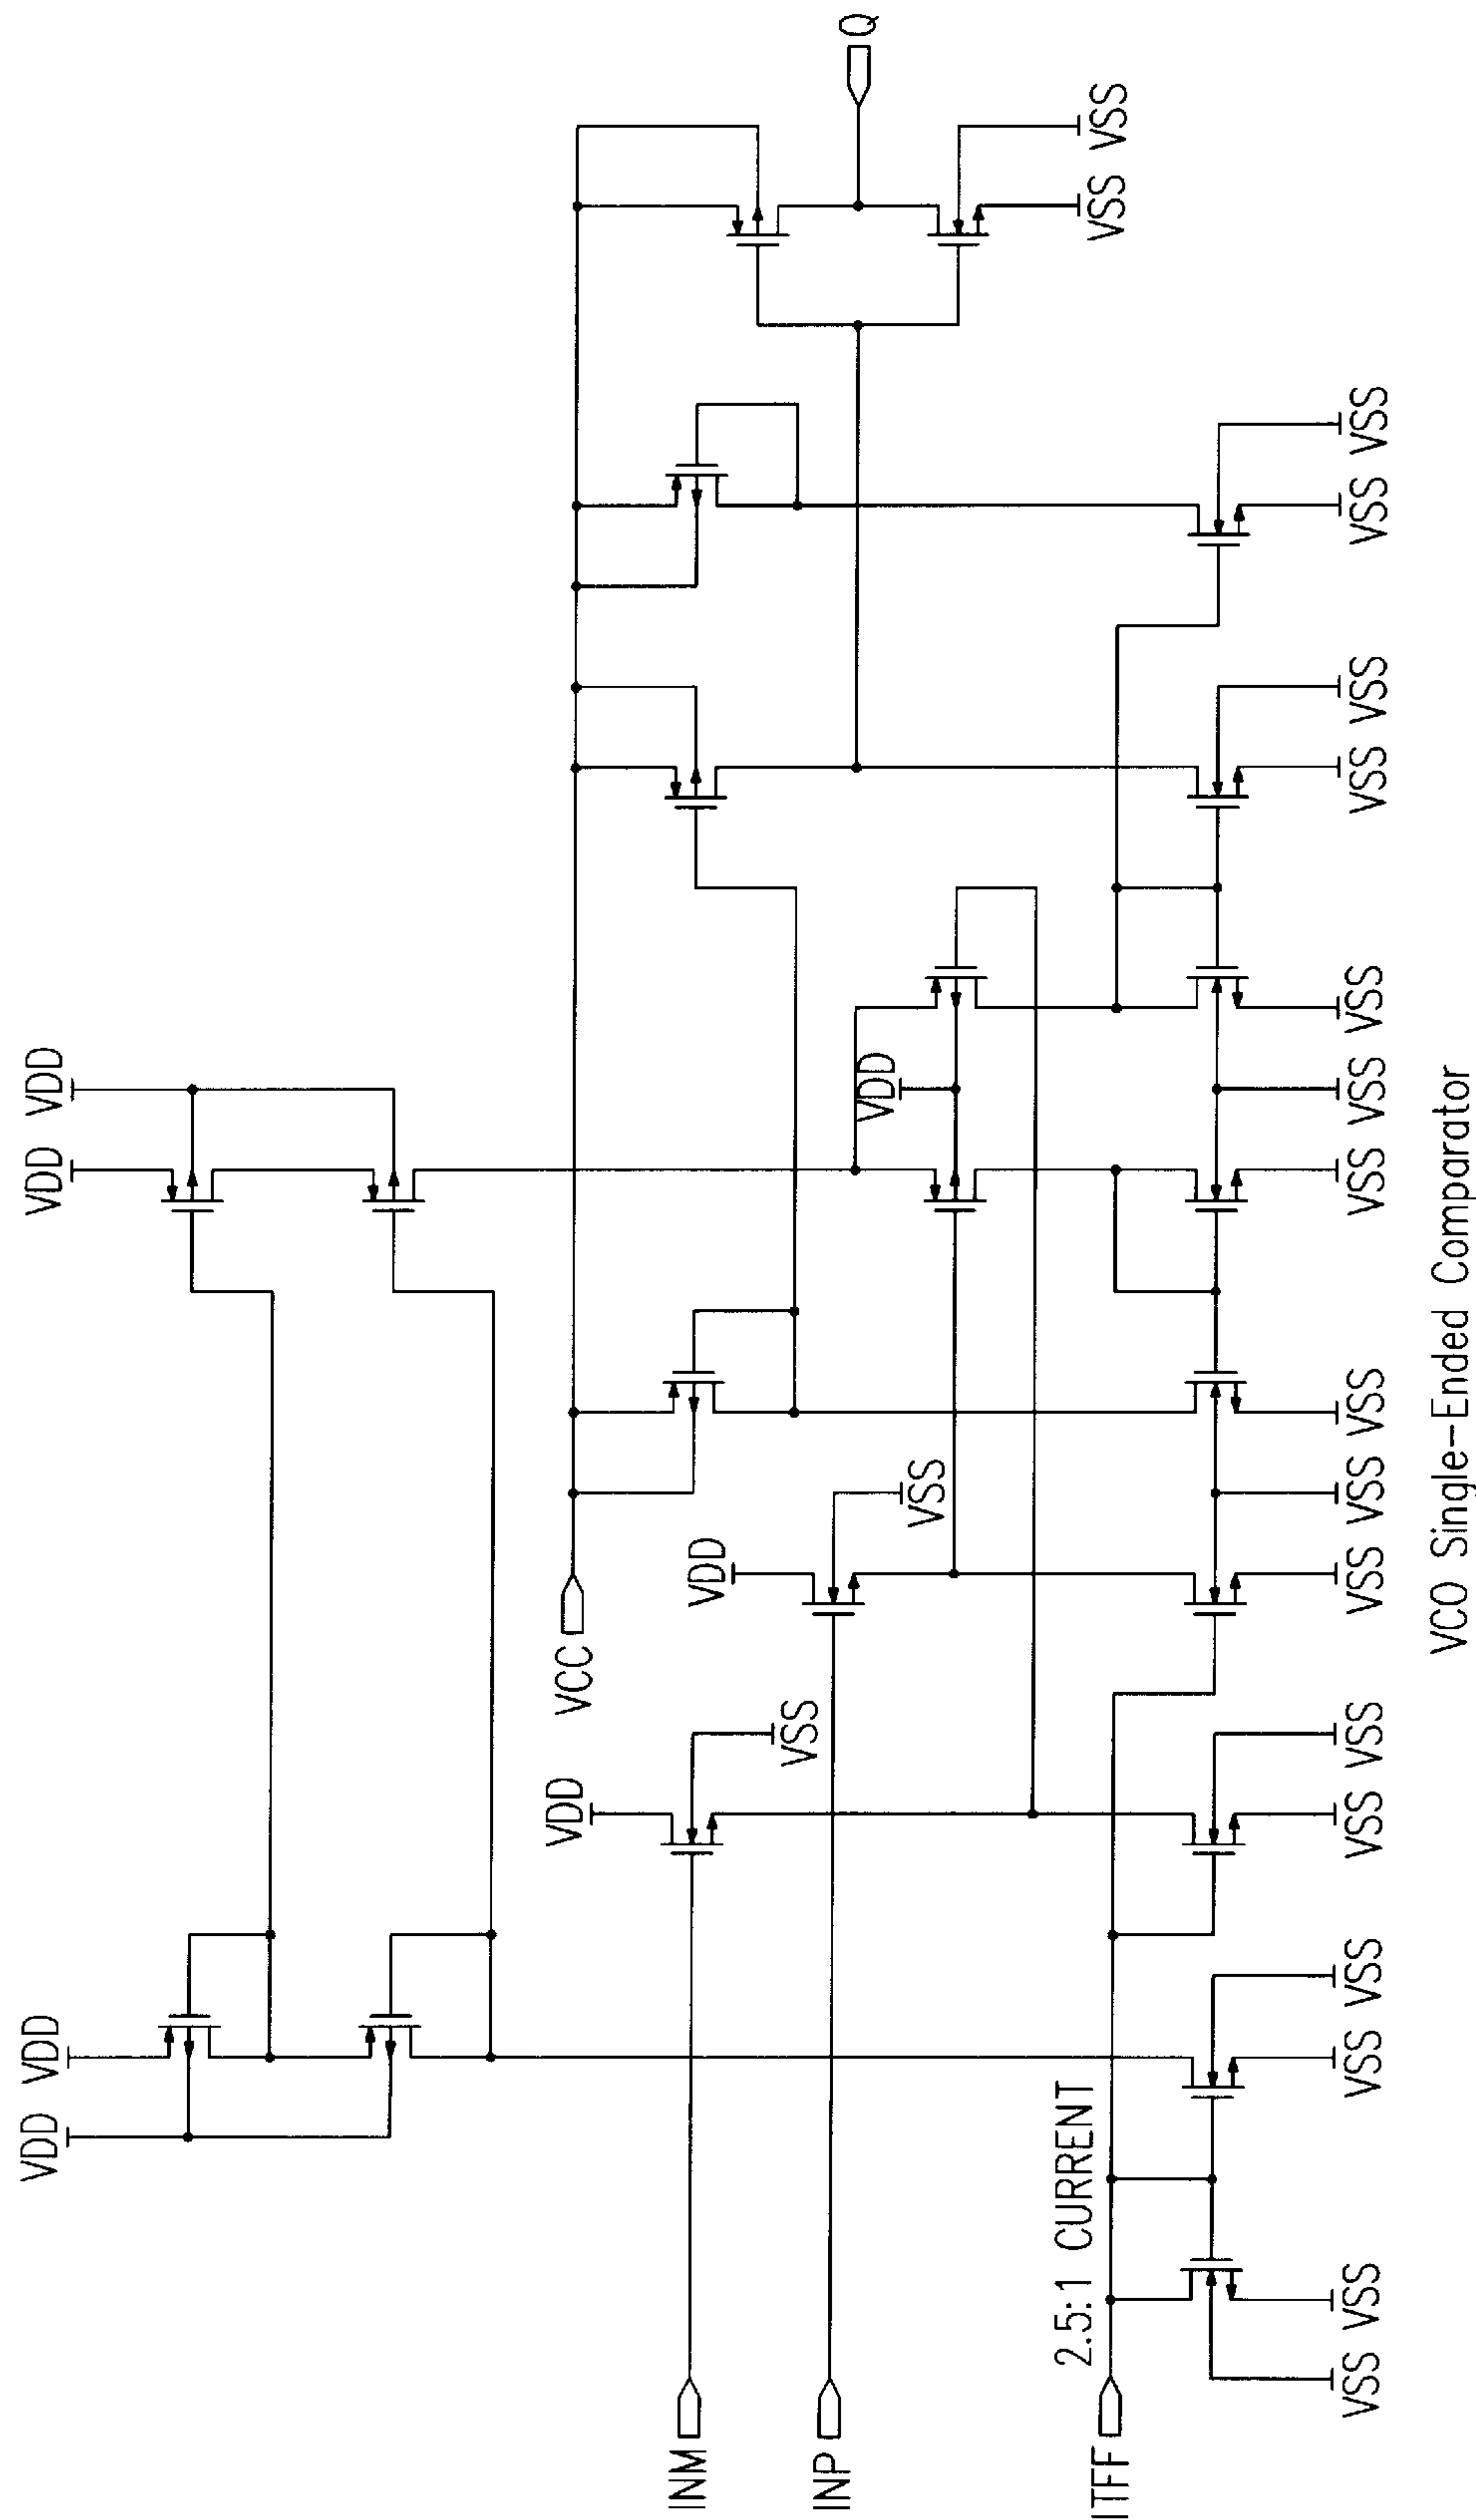 VDD VDD VDD VDD
VDD
VCC
INM
VDD
VSS
INP
Q
VDD
VSS
2.5:1 CURRENT
ITFF
VSS VSS
VSS VSS VSS VSS VSS VSS VSS VSS VSS VSS VSS VSS VSS VSS VSS VSS
VCO Single-Ended Comparator